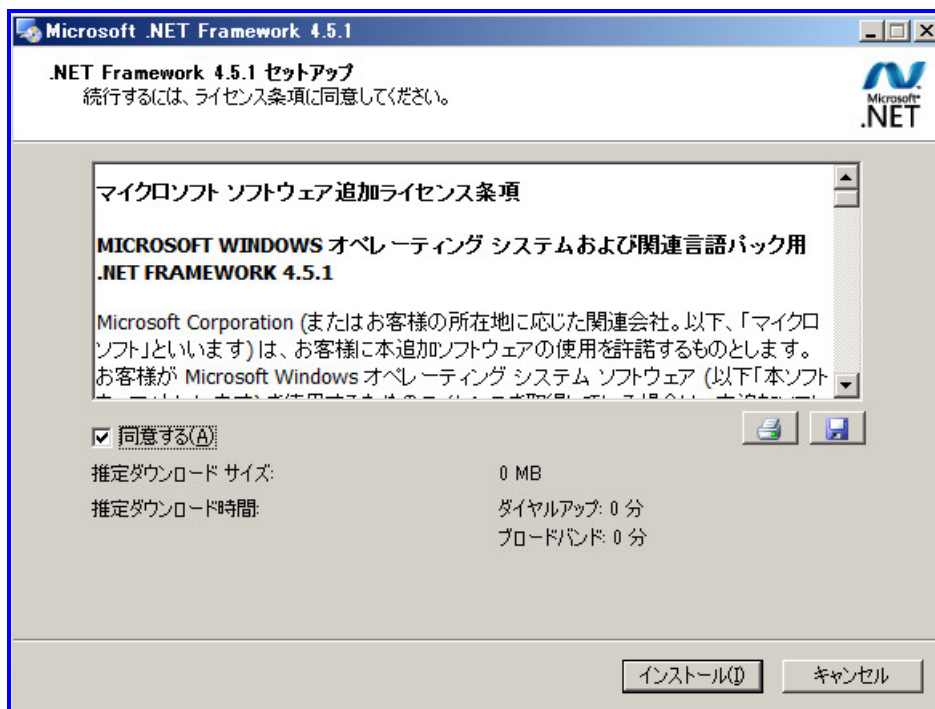 Microsoft .NET Framework 4.5.1
.NET Framework 4.5.1 セットアップ
続行するには、ライセンス条項に同意してください。
Microsoft
.NET
マイクロソフト ソフトウェア追加ライセンス条項
MICROSOFT WINDOWS オペレーティング システムおよび関連言語パック用
.NET FRAMEWORK 4.5.1
Microsoft Corporation (またはお客様の所在地に応じた関連会社。以下、「マイクロ
ソフト」といいます) は、お客様に本追加ソフトウェアの使用を許諾するものとします。
お客様が Microsoft Windows オペレーティング システム ソフトウェア (以下「本ソフト
同意する(A)
推定ダウンロード サイズ:
0 MB
推定ダウンロード時間:
ダイヤルアップ: 0 分
ブロードバンド: 0 分
インストール(I)
キャンセル